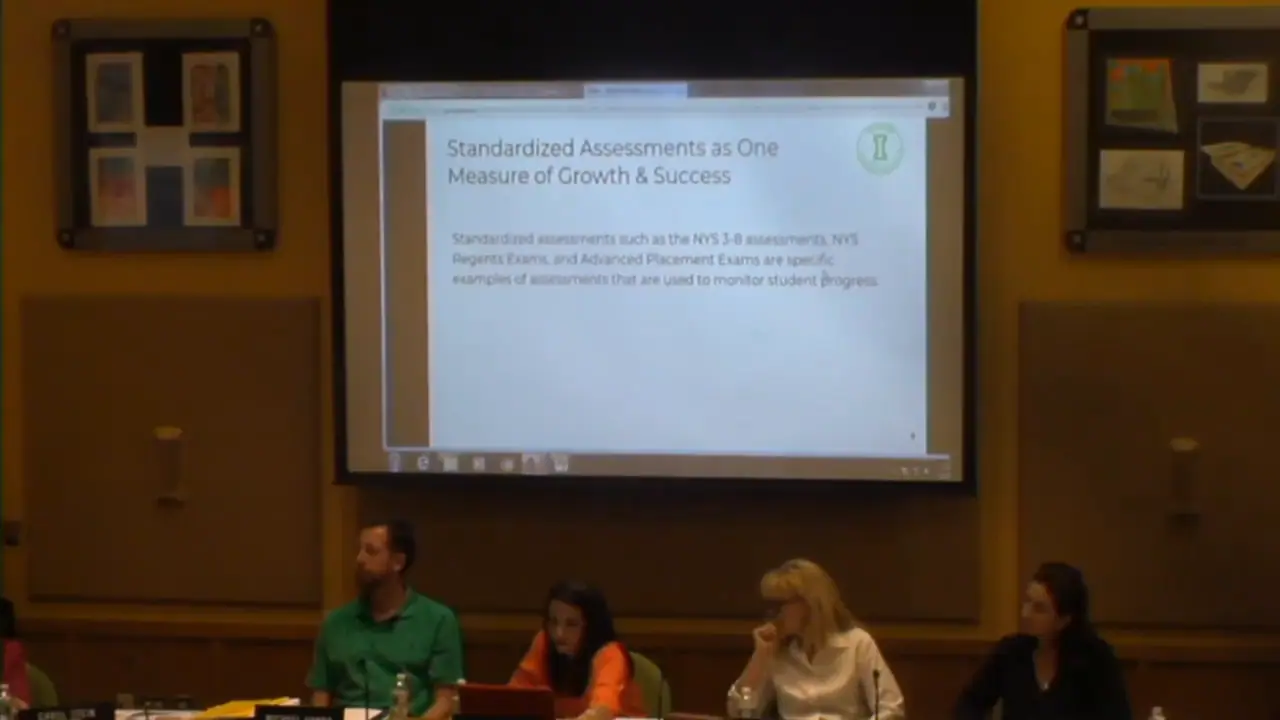 Standardized Assessments as One
Measure of Growth & Success
I
Standardized assessments such as the NYS 3-8 assessments, NYS
Regents Exams, and Advanced Placement Exams are specific
examples of assessments that are used to monitor student progress.